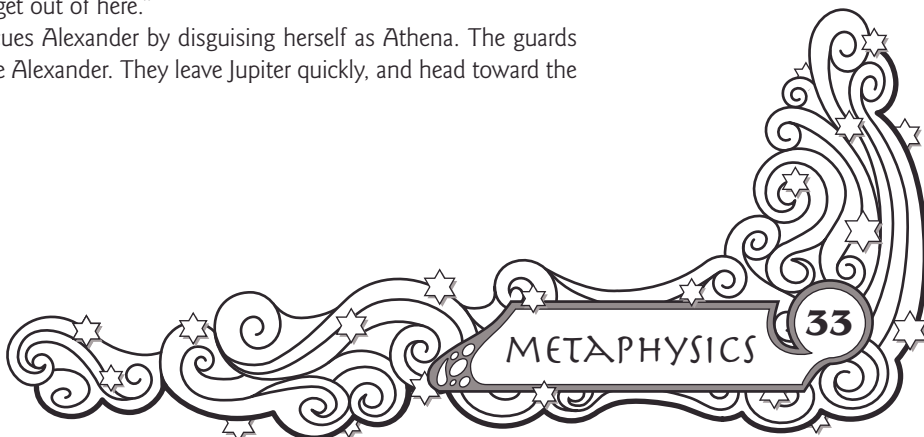 get out of here."
ues Alexander by disguising herself as Athena. The guards
e Alexander. They leave Jupiter quickly, and head toward the
METAPHYSICS
33